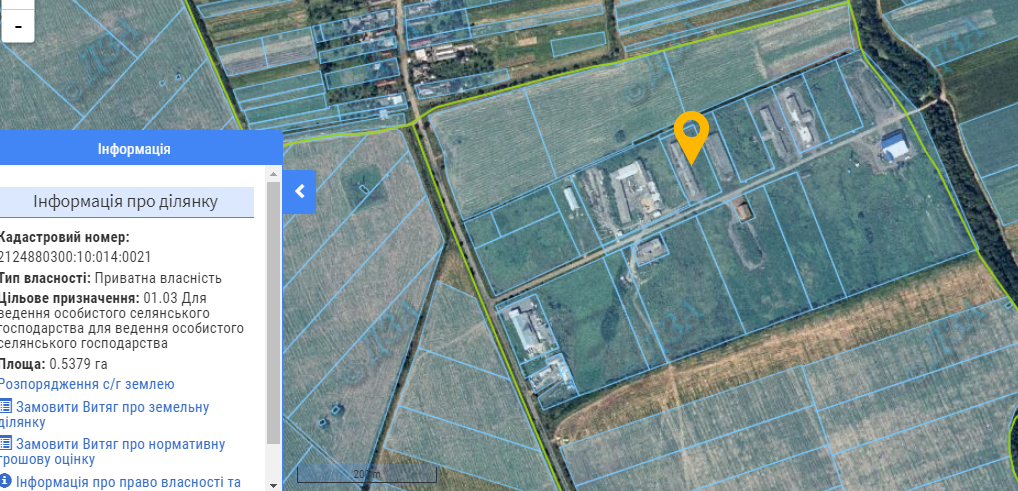 -
Інформація
Інформація про ділянку
Кадастровий номер:
2124880300:10:014:0021
Тип власності: Приватна власність
Цільове призначення: 01.03 Для
ведення особистого селянського
господарства для ведення особистого
селянського господарства
Площа: 0.5379 га
Розпорядження с/г землею
Замовити Витяг про земельну
ділянку
Замовити Витяг про нормативну
грошову оцінку
Інформація про право власності та
200 m